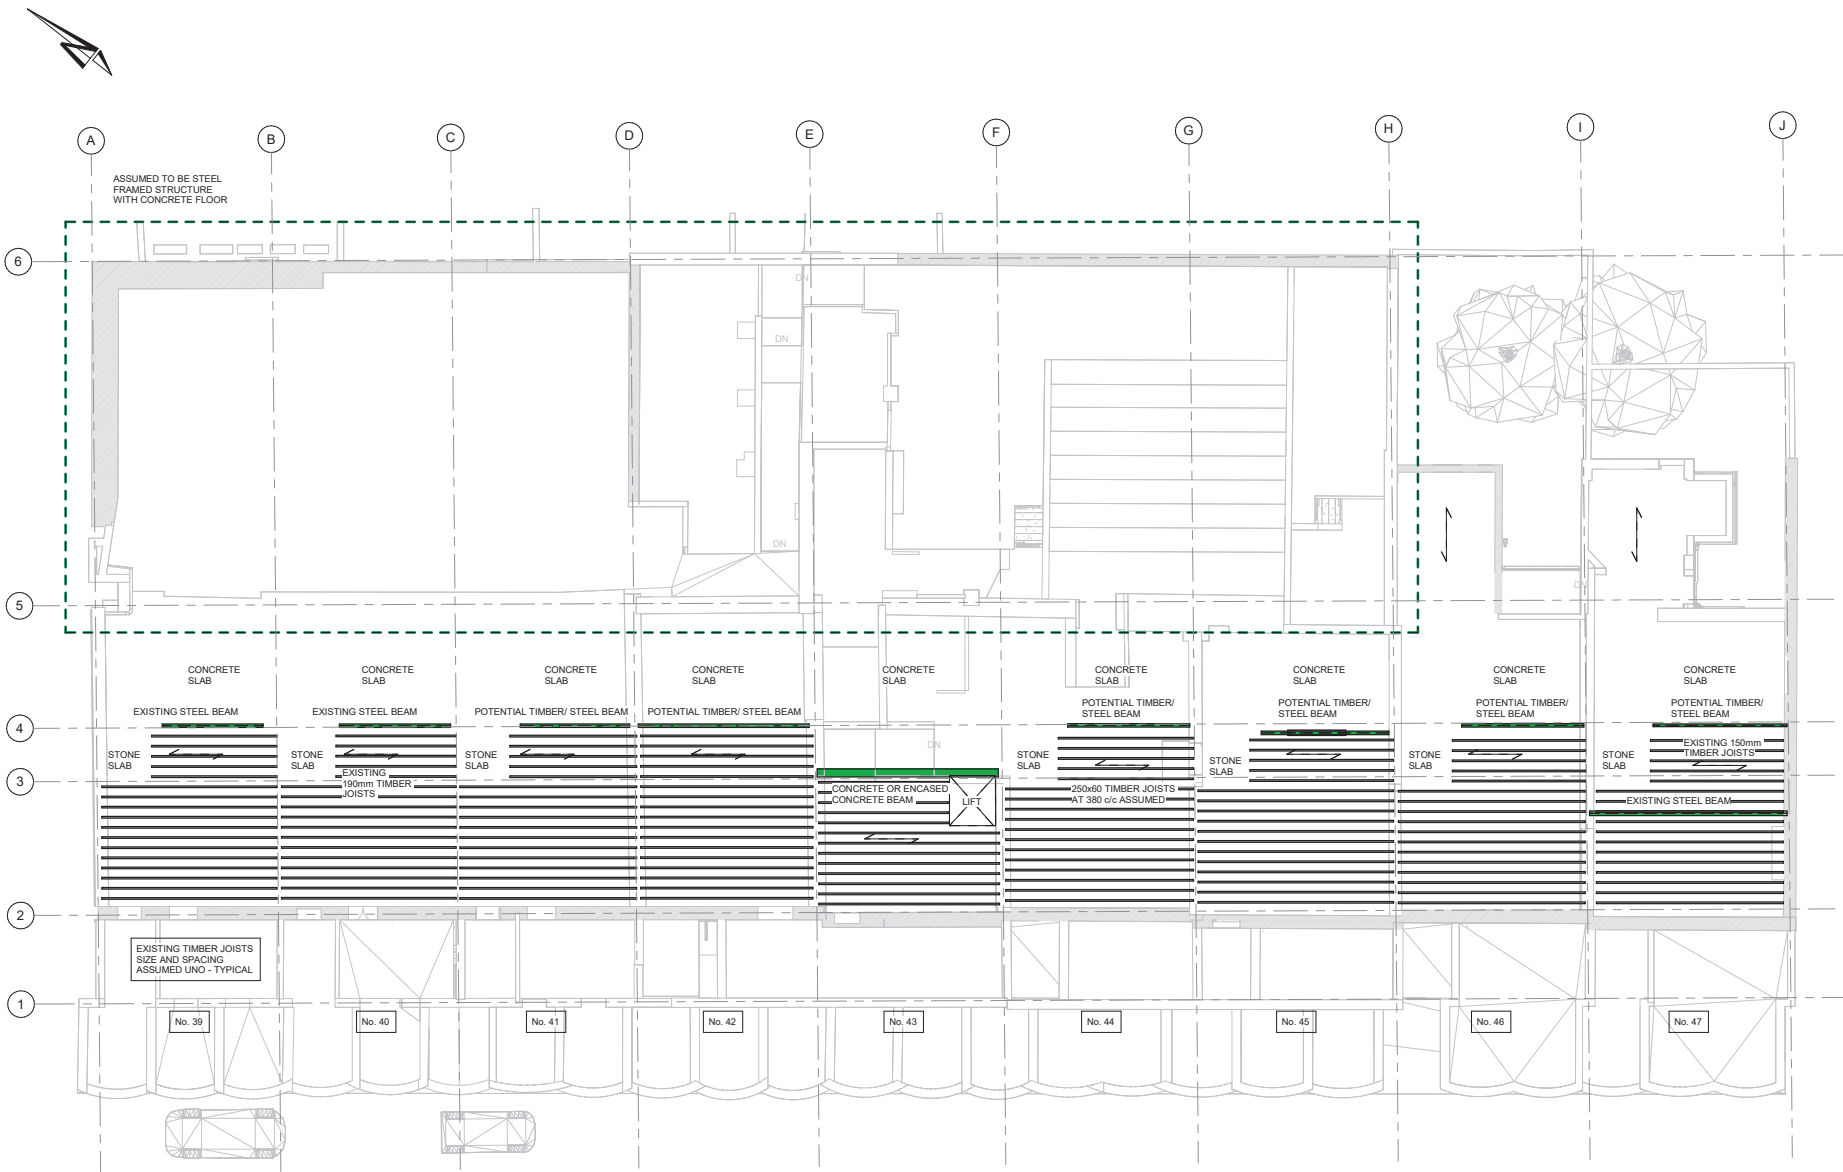 A
B
C
D
E
F
G
H
I
J
ASSUMED TO BE STEEL
FRAMED STRUCTURE
WITH CONCRETE FLOOR
6
DN
DN
DN
DN
5
CONCRETE
SLAB
CONCRETE
SLAB
CONCRETE
SLAB
CONCRETE
SLAB
CONCRETE
SLAB
CONCRETE
SLAB
CONCRETE
SLAB
CONCRETE
SLAB
CONCRETE
SLAB
EXISTING STEEL BEAM
EXISTING STEEL BEAM
POTENTIAL TIMBER/ STEEL BEAM
POTENTIAL TIMBER/ STEEL BEAM
POTENTIAL TIMBER/
STEEL BEAM
POTENTIAL TIMBER/
STEEL BEAM
POTENTIAL TIMBER/
STEEL BEAM
POTENTIAL TIMBER/
STEEL BEAM
4
DN
STONE
SLAB
STONE
SLAB
STONE
SLAB
STONE
SLAB
STONE
SLAB
STONE
SLAB
STONE
SLAB
EXISTING 150mm
TIMBER JOISTS
3
EXISTING
190mm TIMBER
JOISTS
CONCRETE OR ENCASED
CONCRETE BEAM
LIFT
250x60 TIMBER JOISTS
AT 380 c/c ASSUMED
EXISTING STEEL BEAM
2
EXISTING TIMBER JOISTS
SIZE AND SPACING
ASSUMED UNO - TYPICAL
1
No. 39
No. 40
No. 41
No. 42
No. 43
No. 44
No. 45
No. 46
No. 47